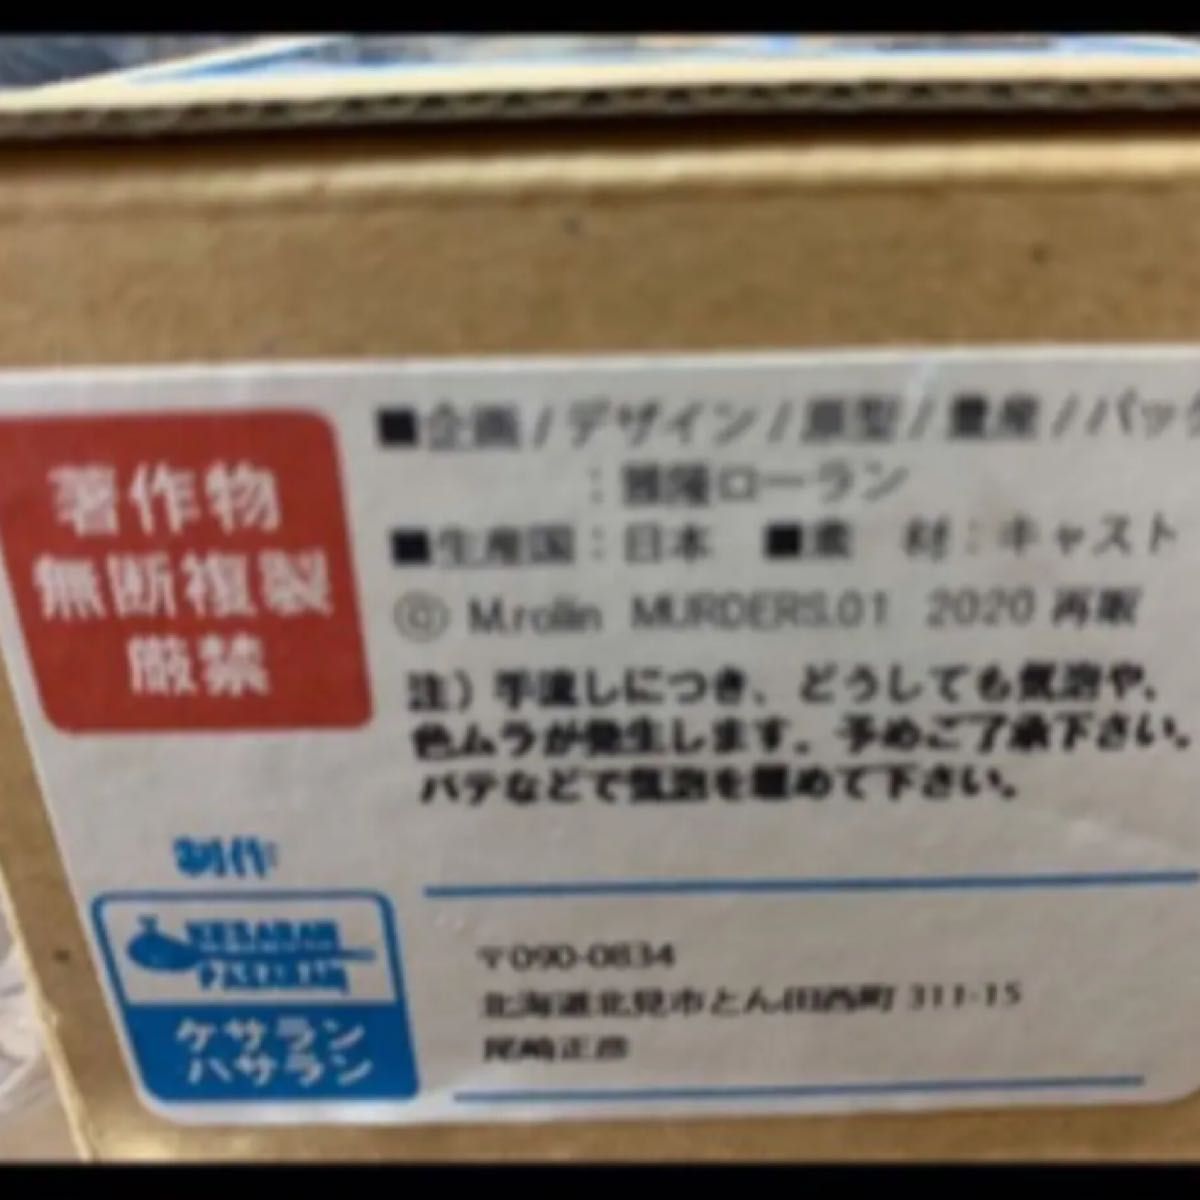 著作物
無断複製
厳禁
■企画/デザイン/原型/量産/パック
:雅隆ローラン
■生産国:日本 ■素 材:キャスト
© M.rollin MURDERS.01 2020 再販
注)手流しにつき、どうしても気泡や、
色ムラが発生します。予めご了承下さい。
パテなどで気泡を埋めて下さい。
制作
KESARAN
PASARAN
ケサラン
パサラン
〒090-0834
北海道北見市とん田西町 311-15
尾崎正彦